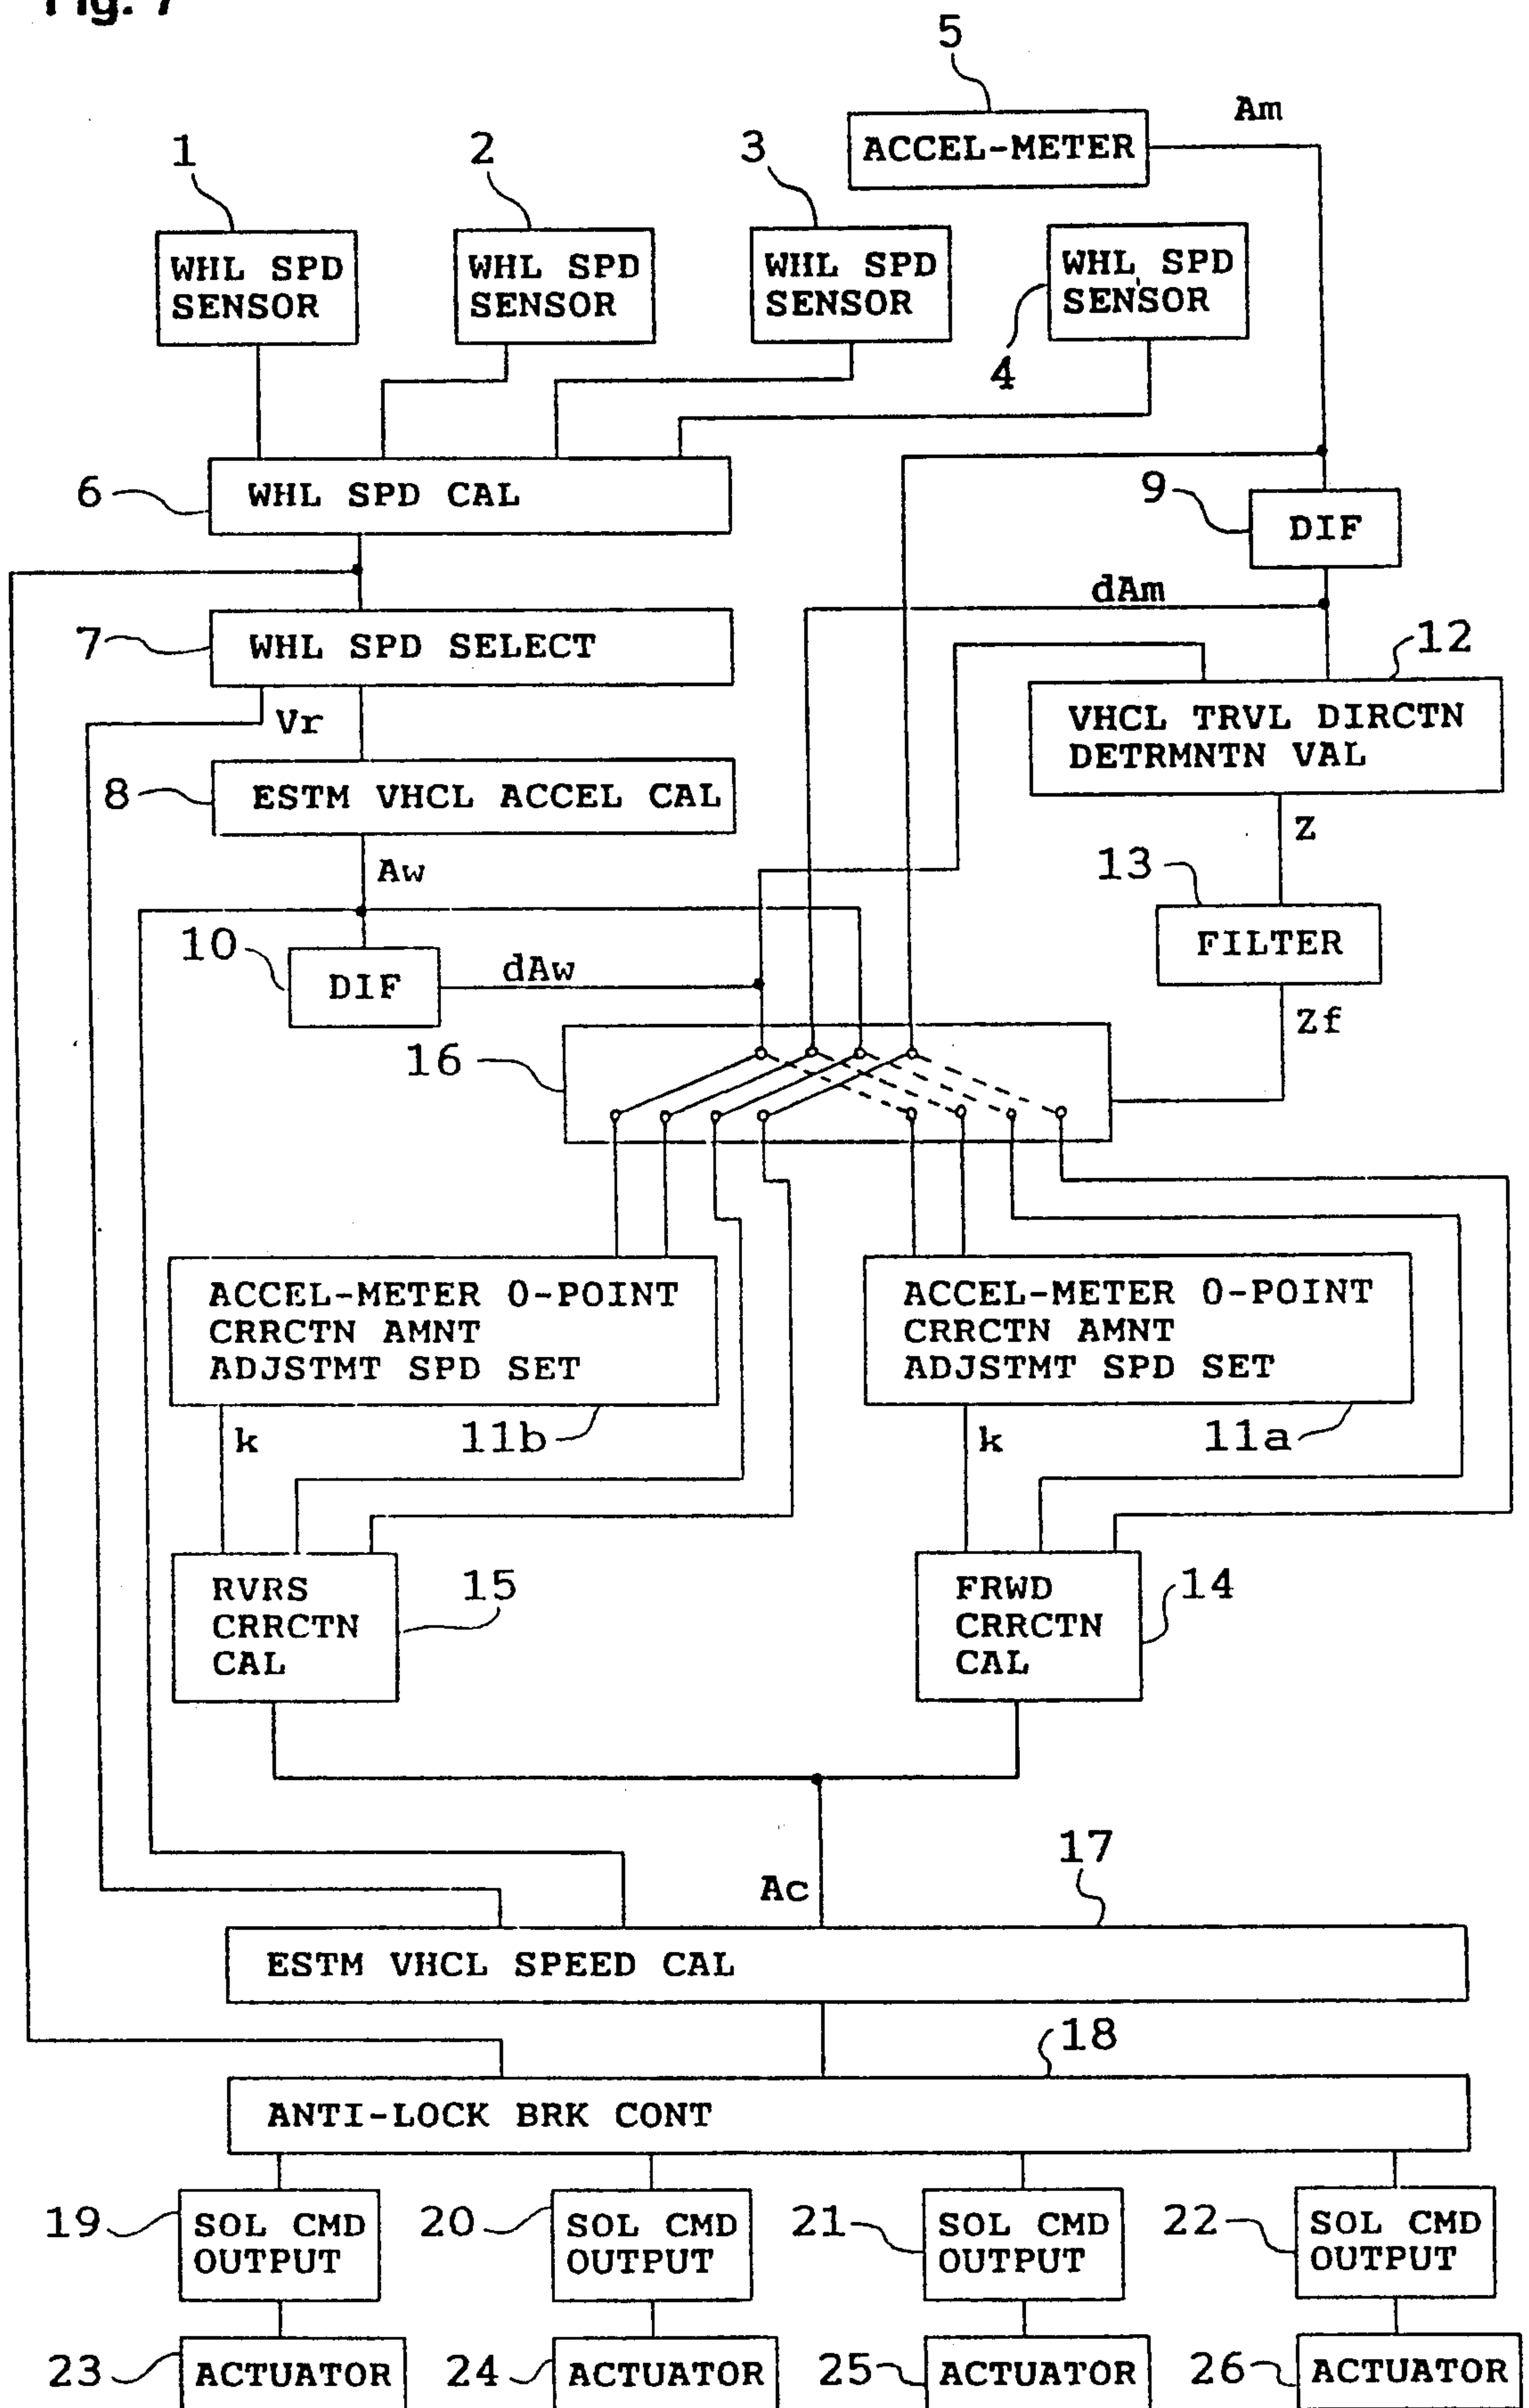 Fig. 7
5
Am
ACCEL-METER
1
2
3
WHL SPD
SENSOR
WHL SPD
SENSOR
WHL SPD
SENSOR
WHL SPD
SENSOR
4
6
WHL SPD CAL
9
DIF
dAm
7
WHL SPD SELECT
12
Vr
VHCL TRVL DIRCTN
DETRMNTN VAL
8
ESTM VHCL ACCEL CAL
Z
Aw
13
FILTER
10
DIF
dAw
Zf
16
ACCEL-METER 0-POINT
CRRCTN AMNT
ADJSTMT SPD SET
ACCEL-METER 0-POINT
CRRCTN AMNT
ADJSTMT SPD SET
k
11b
k
11a
RVRS
CRRCTN
CAL
15
FRWD
CRRCTN
CAL
14
17
Ac
ESTM VHCL SPEED CAL
18
ANTI-LOCK BRK CONT
19
SOL CMD
OUTPUT
20
SOL CMD
OUTPUT
21
SOL CMD
OUTPUT
22
SOL CMD
OUTPUT
23
ACTUATOR
24
ACTUATOR
25
ACTUATOR
26
ACTUATOR